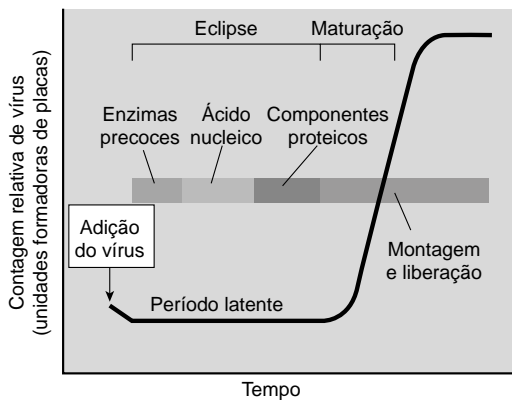 Contagem relativa de vírus
(unidades formadoras de placas)
Eclipse
Maturação
Enzimas
precoces
Ácido
nucleico
Componentes
proteicos
Adição
do vírus
Montagem
e liberação
Período latente
Tempo